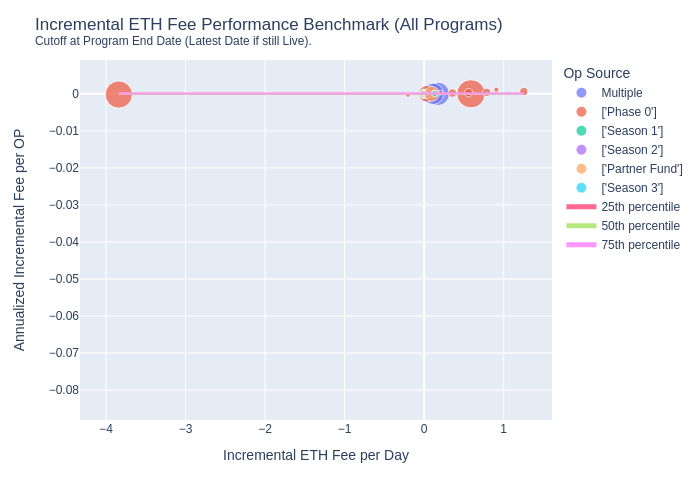 Incremental ETH Fee Performance Benchmark (All Programs)
Cutoff at Program End Date (Latest Date if still Live).
Op Source
Multiple
['Phase 0']
['Season 1']
['Season 2']
['Partner Fund']
['Season 3']
25th percentile
50th percentile
75th percentile
Annualized Incremental Fee per OP
0
−0.01
−0.02
−0.03
−0.04
−0.05
−0.06
−0.07
−0.08
−4
−3
−2
−1
0
1
Incremental ETH Fee per Day